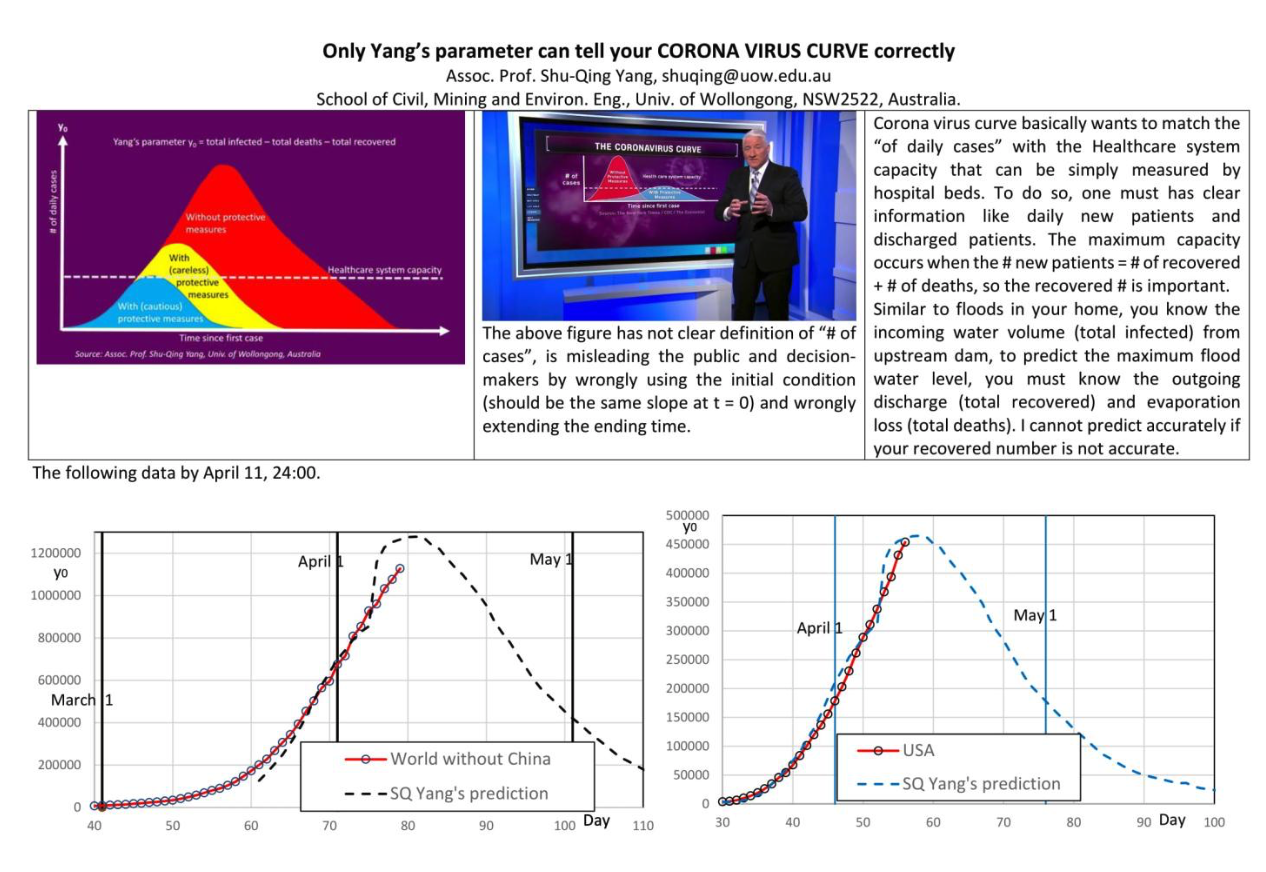 Only Yang's parameter can tell your CORONA VIRUS CURVE correctly
Assoc. Prof. Shu-Qing Yang, shuqing@uow.edu.au
School of Civil, Mining and Environ. Eng., Univ. of Wollongong, NSW2522, Australia.
y₀
Yang's parameter y₀ = total infected – total deaths – total recovered
# of daily cases
Without protective
measures
With
(careless)
protective
measures
Healthcare system capacity
With (cautious)
protective measures
Time since first case
Source: Assoc. Prof. Shu-Qing Yang, Univ. of Wollongong, Australia
THE CORONAVIRUS CURVE
# of
cases
Without
Protective
Measures
Health care system capacity
With Protective
Measures
Time since first case
The above figure has not clear definition of "# of
cases", is misleading the public and decision-
makers by wrongly using the initial condition
(should be the same slope at t = 0) and wrongly
extending the ending time.
Corona virus curve basically wants to match the
"of daily cases" with the Healthcare system
capacity that can be simply measured by
hospital beds. To do so, one must has clear
information like daily new patients and
discharged patients. The maximum capacity
occurs when the # new patients = # of recovered
+ # of deaths, so the recovered # is important.
Similar to floods in your home, you know the
incoming water volume (total infected) from
upstream dam, to predict the maximum flood
water level, you must know the outgoing
discharge (total recovered) and evaporation
loss (total deaths). I cannot predict accurately if
your recovered number is not accurate.
The following data by April 11, 24:00.
1200000
y₀
1000000
800000
600000
400000
200000
0
March 1
April 1
May 1
World without China
SQ Yang's prediction
40 50 60 70 80 90 100 Day 110
500000
y₀
450000
400000
350000
300000
250000
200000
150000
100000
50000
0
April 1
May 1
USA
SQ Yang's prediction
30 40 50 60 70 80 90 Day 100